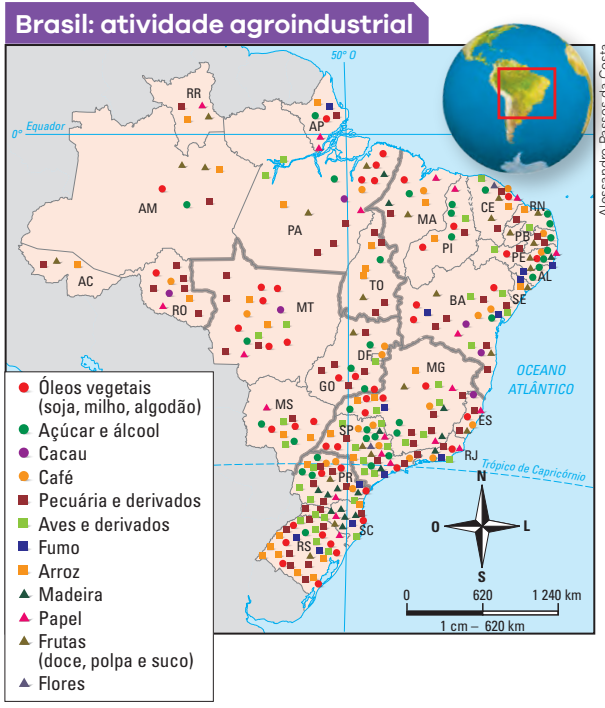 Brasil: atividade agroindustrial
Alessandro Passos da Costa
50° O
0° Equador
RR
AP
AM
PA
MA
CE
RN
PB
PE
AL
SE
PI
AC
RO
TO
MT
BA
DF
GO
MG
ES
MS
SP
RJ
PR
SC
RS
OCEANO
ATLÂNTICO
Trópico de Capricórnio
Óleos vegetais
(soja, milho, algodão)
Açúcar e álcool
Cacau
Café
Pecuária e derivados
Aves e derivados
Fumo
Arroz
Madeira
Papel
Frutas
(doce, polpa e suco)
Flores
N
O
L
S
0 620 1 240 km
1 cm – 620 km